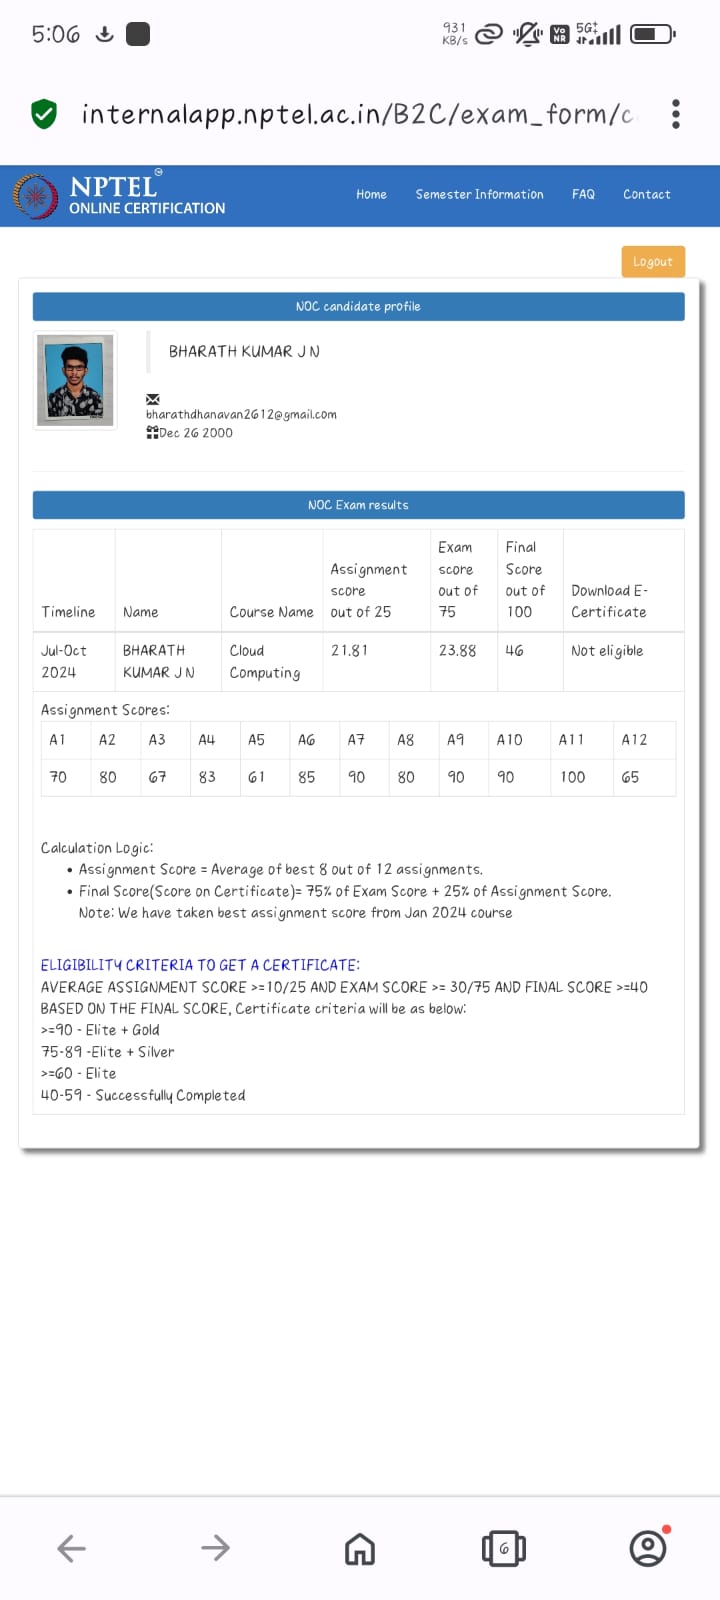 5:06
931 KB/s
Vo NR
5G
internalapp.nptel.ac.in/B2C/exam_form/c
NPTEL
ONLINE CERTIFICATION
Home Semester Information FAQ Contact
Logout
NOC candidate profile
BHARATH KUMAR J N
bharathdhanavan2612@gmail.com
Dec 26 2000
NOC Exam results
Timeline Name Course Name Assignment score out of 25 Exam score out of 75 Final Score out of 100 Download E-Certificate
Jul-Oct 2024 BHARATH KUMAR J N Cloud Computing 21.81 23.88 46 Not eligible
Assignment Scores:
A1 A2 A3 A4 A5 A6 A7 A8 A9 A10 A11 A12
70 80 67 83 61 85 90 80 90 90 100 65
Calculation Logic:
• Assignment Score = Average of best 8 out of 12 assignments.
• Final Score(Score on Certificate)= 75% of Exam Score + 25% of Assignment Score.
Note: We have taken best assignment score from Jan 2024 course
ELIGIBILITY CRITERIA TO GET A CERTIFICATE:
AVERAGE ASSIGNMENT SCORE >=10/25 AND EXAM SCORE >= 30/75 AND FINAL SCORE >=40
BASED ON THE FINAL SCORE, Certificate criteria will be as below:
>=90 - Elite + Gold
75-89 -Elite + Silver
>=60 - Elite
40-59 - Successfully Completed
6